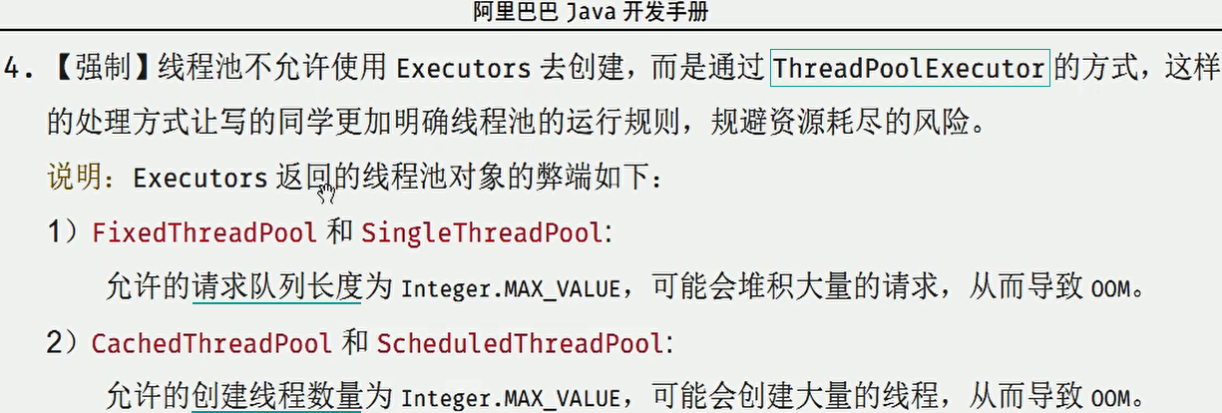 阿里巴巴 Java 开发手册
4. 【强制】线程池不允许使用 Executors 去创建，而是通过 ThreadPoolExecutor 的方式，这样
的处理方式让写的同学更加明确线程池的运行规则，规避资源耗尽的风险。
说明：Executors 返回的线程池对象的弊端如下：
1）FixedThreadPool 和 SingleThreadPool:
允许的请求队列长度为 Integer.MAX_VALUE，可能会堆积大量的请求，从而导致 OOM。
2）CachedThreadPool 和 ScheduledThreadPool:
允许的创建线程数量为 Integer.MAX_VALUE，可能会创建大量的线程，从而导致 OOM。